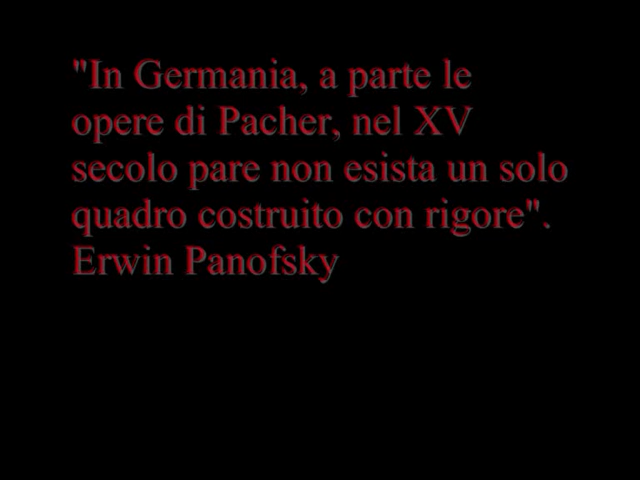 "In Germania, a parte le
opere di Pacher, nel XV
secolo pare non esista un solo
quadro costruito con rigore".
Erwin Panofsky